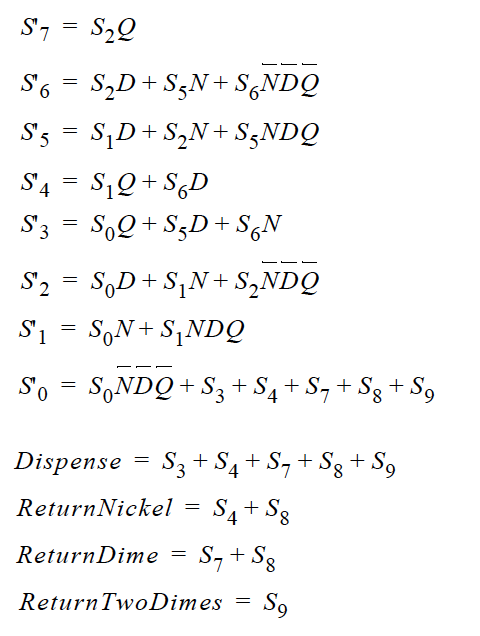 S'₇ = S₂Q
S'₆ = S₂D + S₅N + S₆N̅D̅Q̅
S'₅ = S₁D + S₂N + S₅NDQ
S'₄ = S₁Q + S₆D
S'₃ = S₀Q + S₅D + S₆N
S'₂ = S₀D + S₁N + S₂N̅D̅Q̅
S'₁ = S₀N + S₁NDQ
S'₀ = S₀N̅D̅Q̅ + S₃ + S₄ + S₇ + S₈ + S₉
Dispense = S₃ + S₄ + S₇ + S₈ + S₉
ReturnNickel = S₄ + S₈
ReturnDime = S₇ + S₈
ReturnTwoDimes = S₉